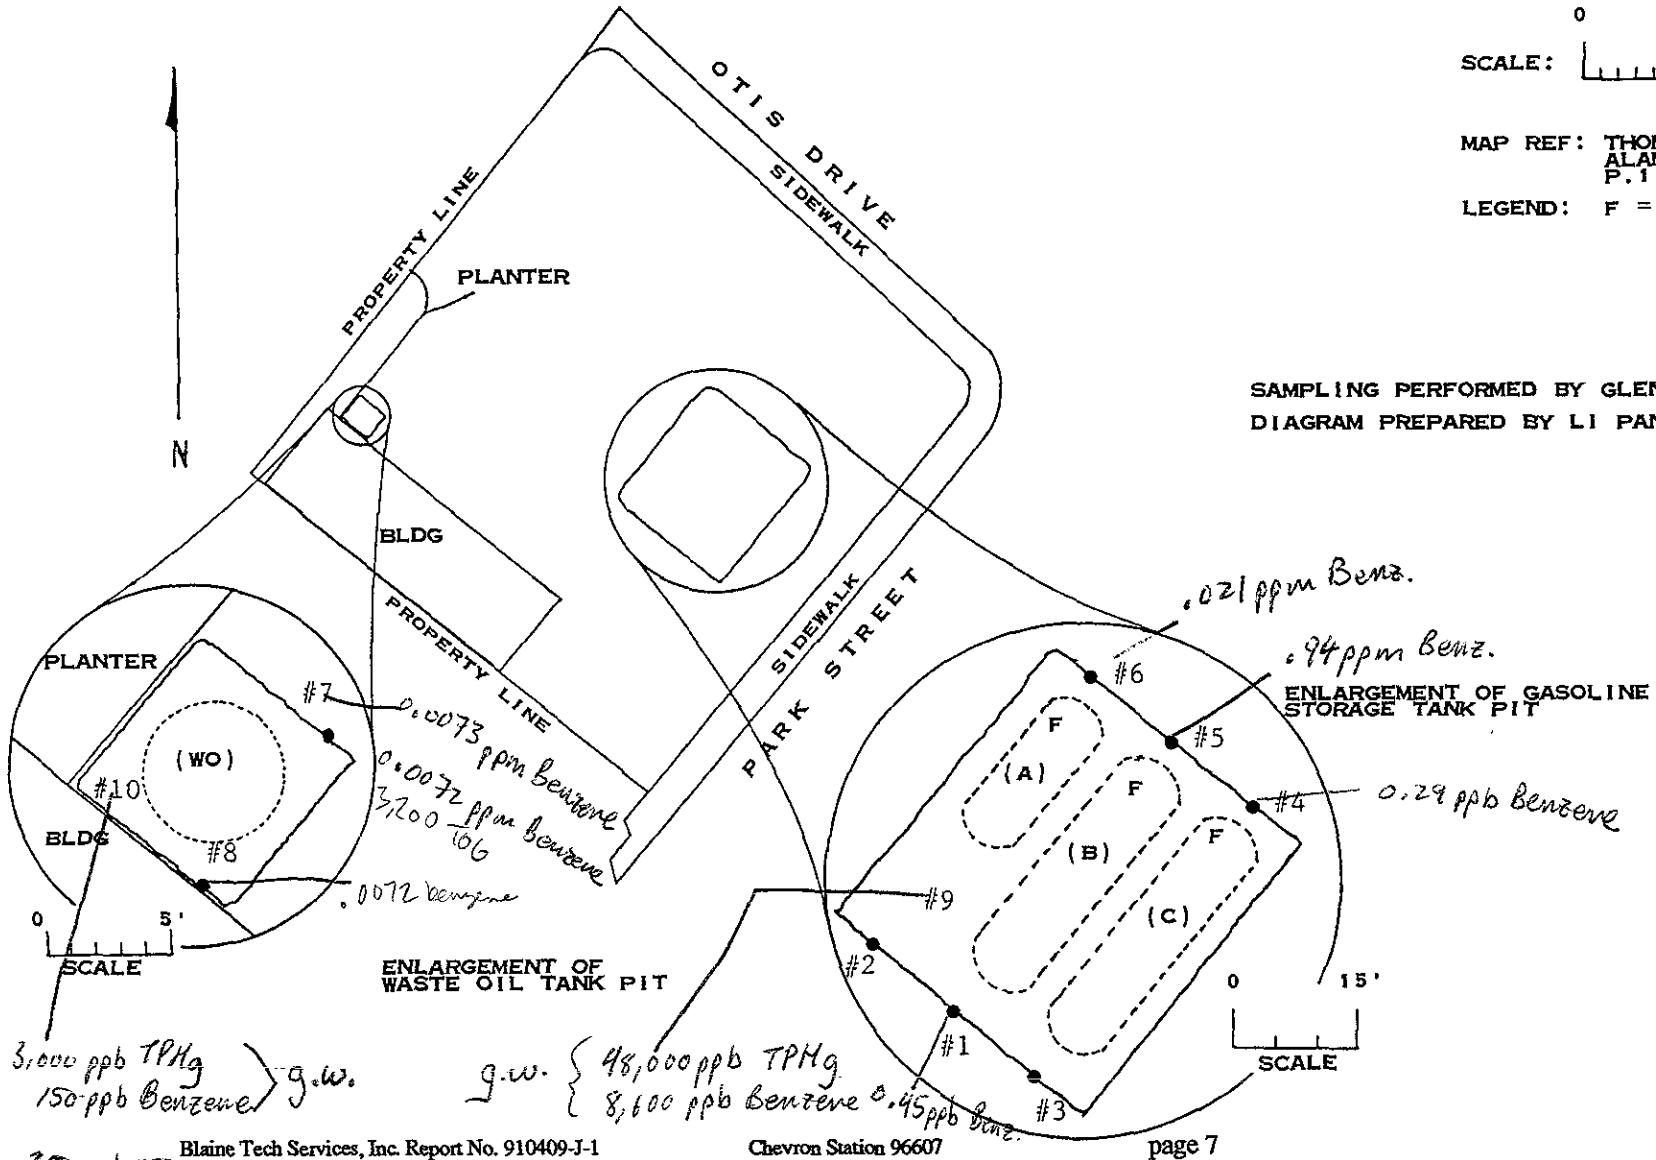 0
SCALE:
MAP REF:
ALA
P.1
LEGEND: F =
OTIS DRIVE
SIDEWALK
PROPERTY LINE
PLANTER
N
SAMPLING PERFORMED BY GLEN
DIAGRAM PREPARED BY LI PAN
BLDG
PROPERTY LINE
SIDEWALK
PARK STREET
.021 ppm Benz.
.94 ppm Benz.
ENLARGEMENT OF GASOLINE
STORAGE TANK PIT
#6
#5
#4
0.29 ppb Benzene
F
(A)
F
(B)
F
(C)
#9
#2
#1
#3
0 15'
SCALE
PLANTER
#7
0.0073 ppm Benzene
0.0072 ppm Benzene
3,200
(WO)
#10
BLDG
#8
.0072 benzene
0 5'
SCALE
ENLARGEMENT OF
WASTE OIL TANK PIT
3,000 ppb TPHg
150 ppb Benzene
g.w.
g.w.
48,000 ppb TPHg
8,600 ppb Benzene
0.45 ppb Benz.
Blaine Tech Services, Inc. Report No. 910409-J-1 Chevron Station 96607 page 7